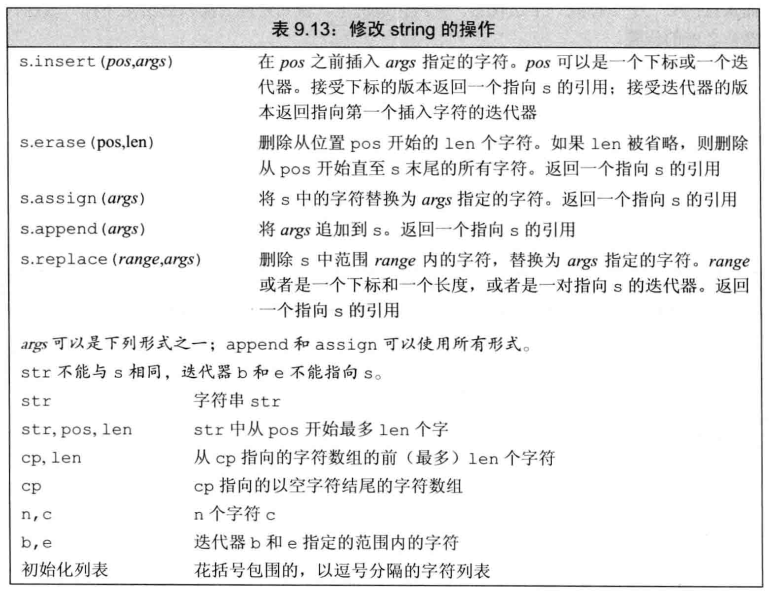 表 9.13：修改 string 的操作
s.insert(pos,args) 在 pos 之前插入 args 指定的字符。pos 可以是一个下标或一个迭
代器。接受下标的版本返回一个指向 s 的引用；接受迭代器的版
本返回指向第一个插入字符的迭代器
s.erase(pos,len) 删除从位置 pos 开始的 len 个字符。如果 len 被省略，则删除
从 pos 开始直至 s 末尾的所有字符。返回一个指向 s 的引用
s.assign(args) 将 s 中的字符替换为 args 指定的字符。返回一个指向 s 的引用
s.append(args) 将 args 追加到 s。返回一个指向 s 的引用
s.replace(range,args) 删除 s 中范围 range 内的字符，替换为 args 指定的字符。range
或者是一个下标和一个长度，或者是一对指向 s 的迭代器。返回
一个指向 s 的引用
args 可以是下列形式之一；append 和 assign 可以使用所有形式。
str 不能与 s 相同，迭代器 b 和 e 不能指向 s。
str 字符串 str
str,pos,len str 中从 pos 开始最多 len 个字
cp,len 从 cp 指向的字符数组的前（最多）len 个字符
cp cp 指向的以空字符结尾的字符数组
n,c n 个字符 c
b,e 迭代器 b 和 e 指定的范围内的字符
初始化列表 花括号包围的，以逗号分隔的字符列表